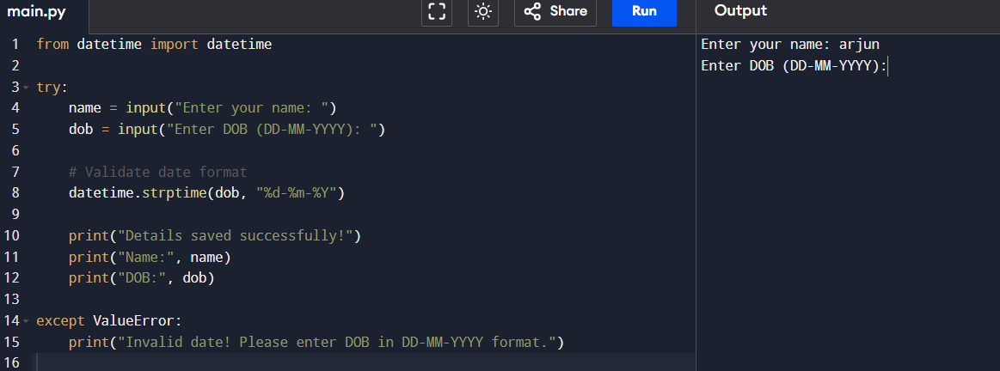 main.py Share Run Output
1 from datetime import datetime
2
3 try:
4     name = input("Enter your name: ")
5     dob = input("Enter DOB (DD-MM-YYYY): ")
6
7     # Validate date format
8     datetime.strptime(dob, "%d-%m-%Y")
9
10     print("Details saved successfully!")
11     print("Name:", name)
12     print("DOB:", dob)
13
14 except ValueError:
15     print("Invalid date! Please enter DOB in DD-MM-YYYY format.")
16
Enter your name: arjun
Enter DOB (DD-MM-YYYY):